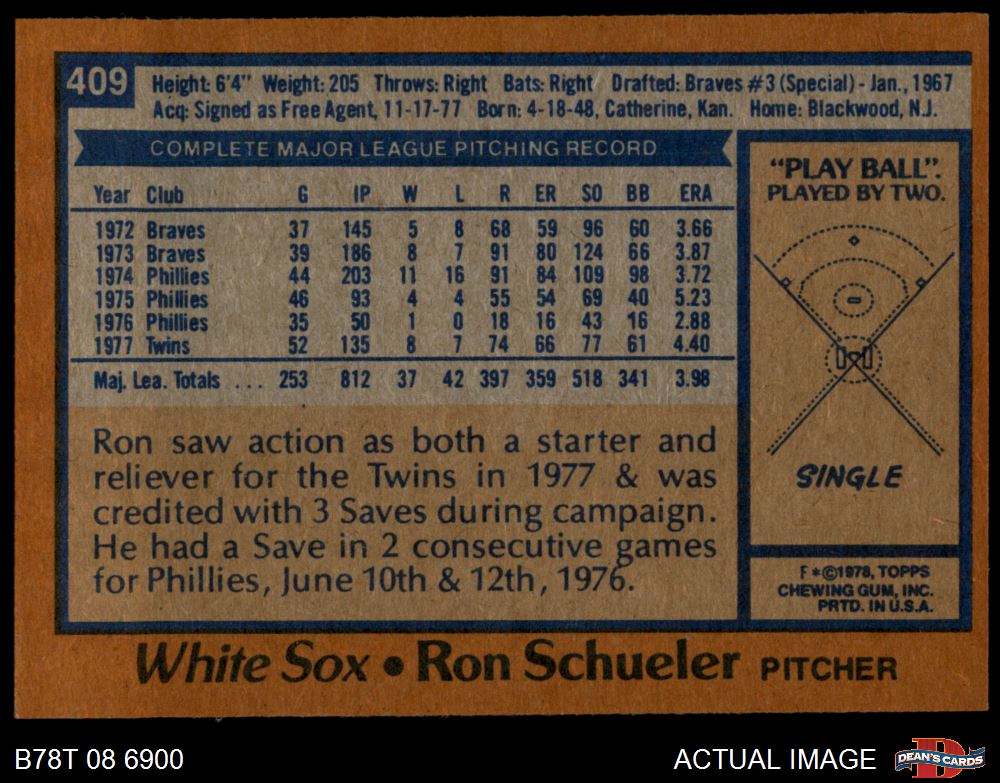 409
Height: 6'4" Weight: 205 Throws: Right Bats: Right Drafted: Braves #3 (Special) - Jan., 1967
Acq: Signed as Free Agent, 11-17-77 Born: 4-18-48, Catherine, Kan. Home: Blackwood, N.J.
COMPLETE MAJOR LEAGUE PITCHING RECORD
Year Club G IP W L R ER SO BB ERA
1972 Braves 37 145 5 8 68 59 96 60 3.66
1973 Braves 39 186 8 7 91 80 124 66 3.87
1974 Phillies 44 203 11 16 91 84 109 98 3.72
1975 Phillies 46 93 4 4 55 54 69 40 5.23
1976 Phillies 35 50 1 0 18 16 43 16 2.88
1977 Twins 52 135 8 7 74 66 77 61 4.40
Maj. Lea. Totals ... 253 812 37 42 397 359 518 341 3.98
Ron saw action as both a starter and
reliever for the Twins in 1977 & was
credited with 3 Saves during campaign.
He had a Save in 2 consecutive games
for Phillies, June 10th & 12th, 1976.
"PLAY BALL".
PLAYED BY TWO.
SINGLE
F*©1978, TOPPS
CHEWING GUM, INC.
PRTD. IN U.S.A.
White Sox • Ron Schueler PITCHER
B78T 08 6900
ACTUAL IMAGE
D
DEAN'S CARDS